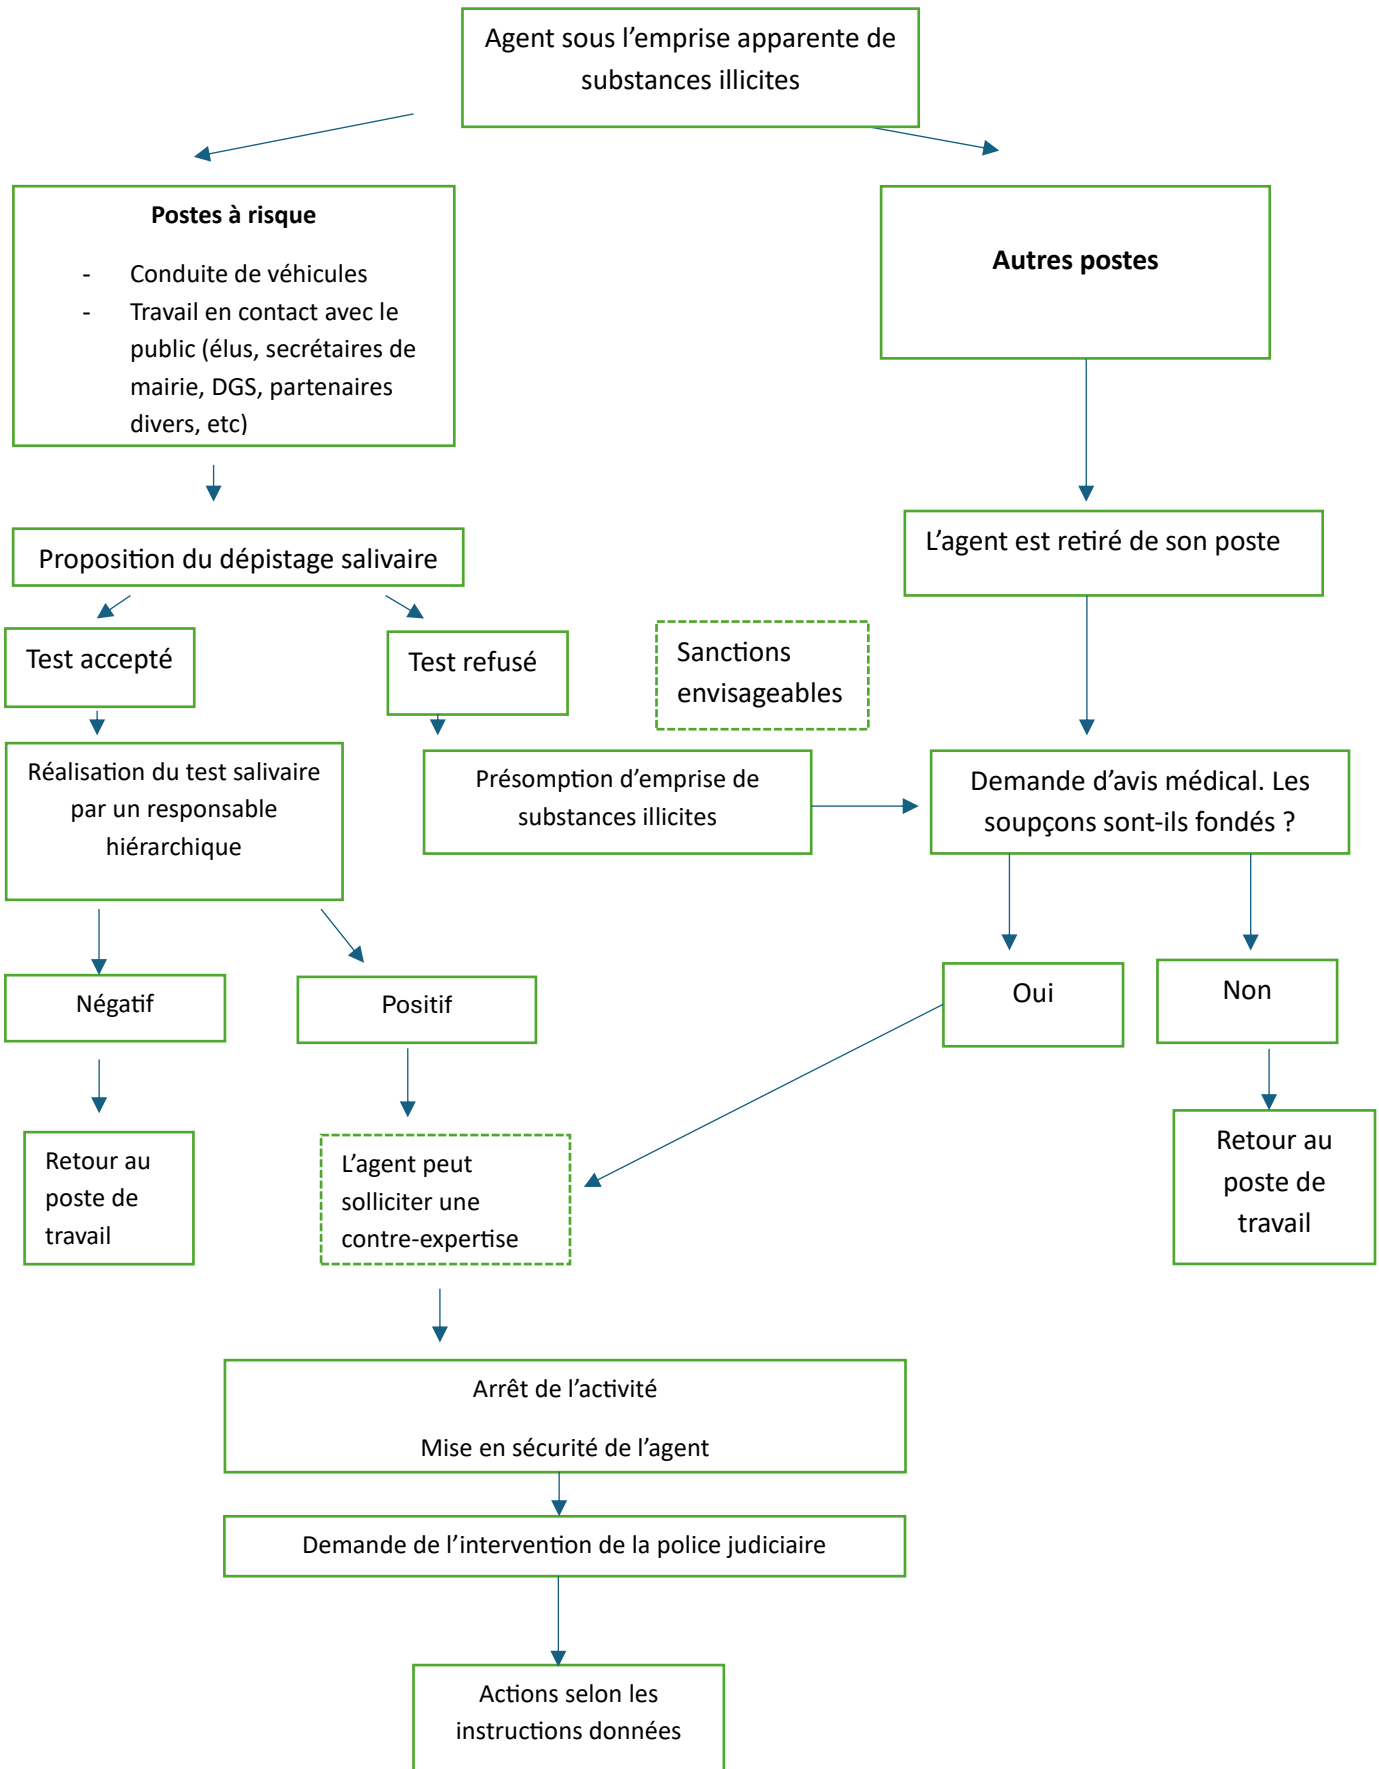 Agent sous l’emprise apparente de
substances illicites
Postes à risque
- Conduite de véhicules
- Travail en contact avec le
public (élus, secrétaires de
mairie, DGS, partenaires
divers, etc)
Autres postes
Proposition du dépistage salivaire
L’agent est retiré de son poste
Test accepté
Test refusé
Sanctions
envisageables
Réalisation du test salivaire
par un responsable
hiérarchique
Présomption d’emprise de
substances illicites
Demande d’avis médical. Les
soupçons sont-ils fondés ?
Négatif
Positif
Oui
Non
Retour au
poste de
travail
L’agent peut
solliciter une
contre-expertise
Retour au
poste de
travail
Arrêt de l’activité
Mise en sécurité de l’agent
Demande de l’intervention de la police judiciaire
Actions selon les
instructions données